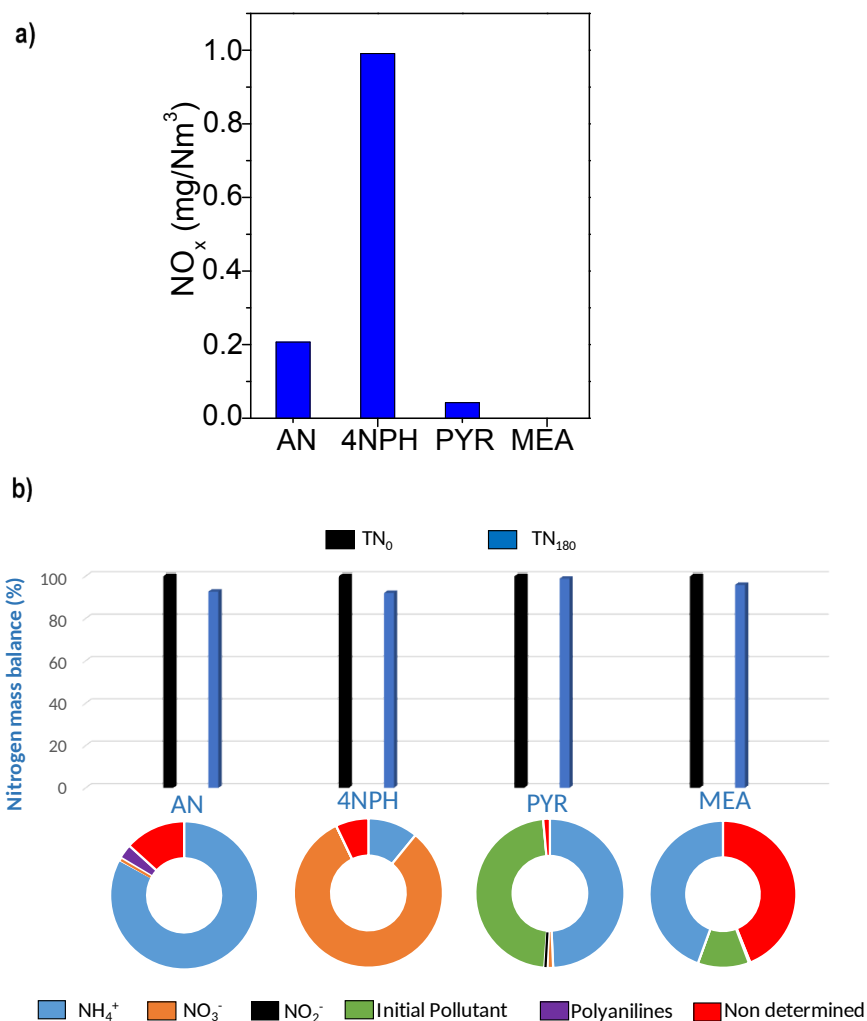 a)
NOₓ (mg/Nm³)
1.0
0.8
0.6
0.4
0.2
0.0
AN 4NPH PYR MEA
b)
TN₀ TN₁₈₀
Nitrogen mass balance (%)
100
80
60
40
20
0
AN 4NPH PYR MEA
NH₄⁺ NO₃⁻ NO₂⁻ Initial Pollutant Polyanilines Non determined